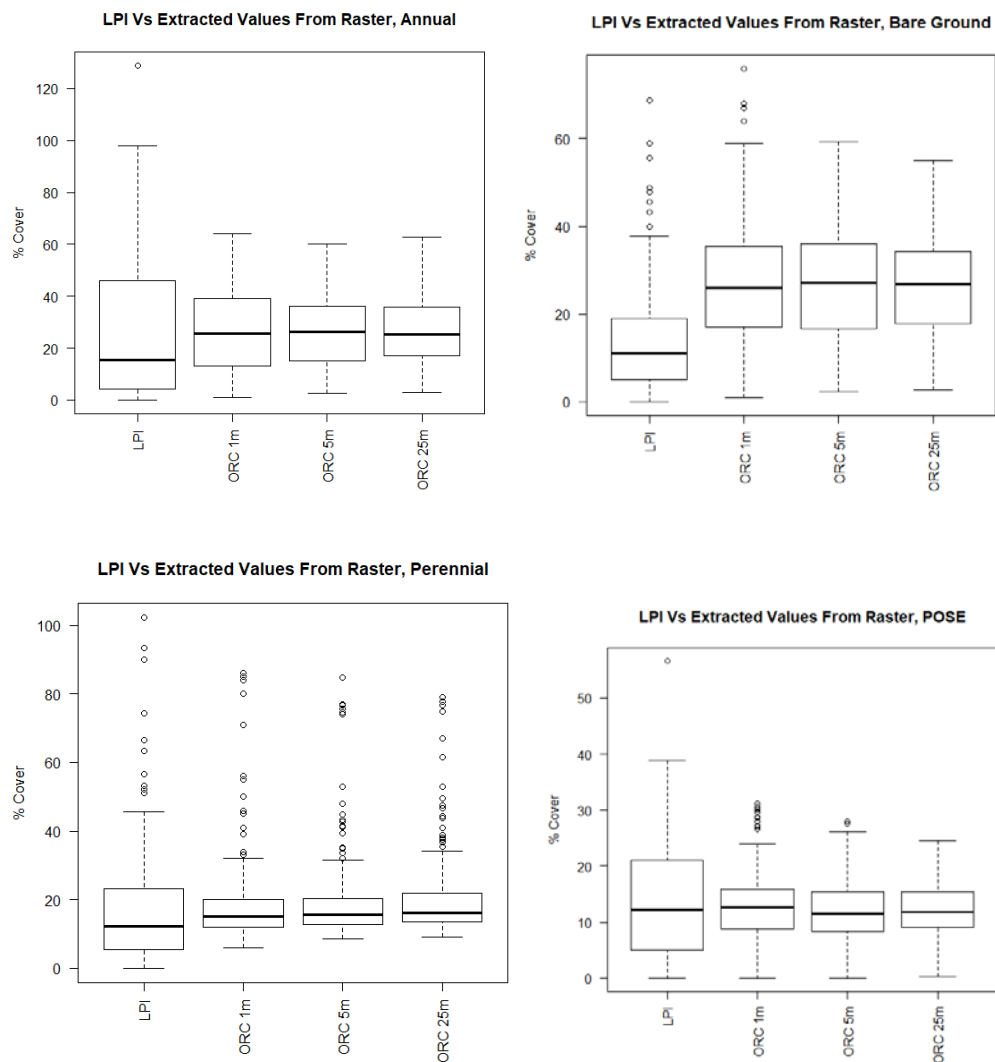 LPI Vs Extracted Values From Raster, Annual
% Cover
120
100
80
60
40
20
0
LPI
ORC 1m
ORC 5m
ORC 25m
LPI Vs Extracted Values From Raster, Bare Ground
% Cover
60
40
20
0
LPI
ORC 1m
ORC 5m
ORC 25m
LPI Vs Extracted Values From Raster, Perennial
% Cover
100
80
60
40
20
0
LPI
ORC 1m
ORC 5m
ORC 25m
LPI Vs Extracted Values From Raster, POSE
% Cover
50
40
30
20
10
0
LPI
ORC 1m
ORC 5m
ORC 25m